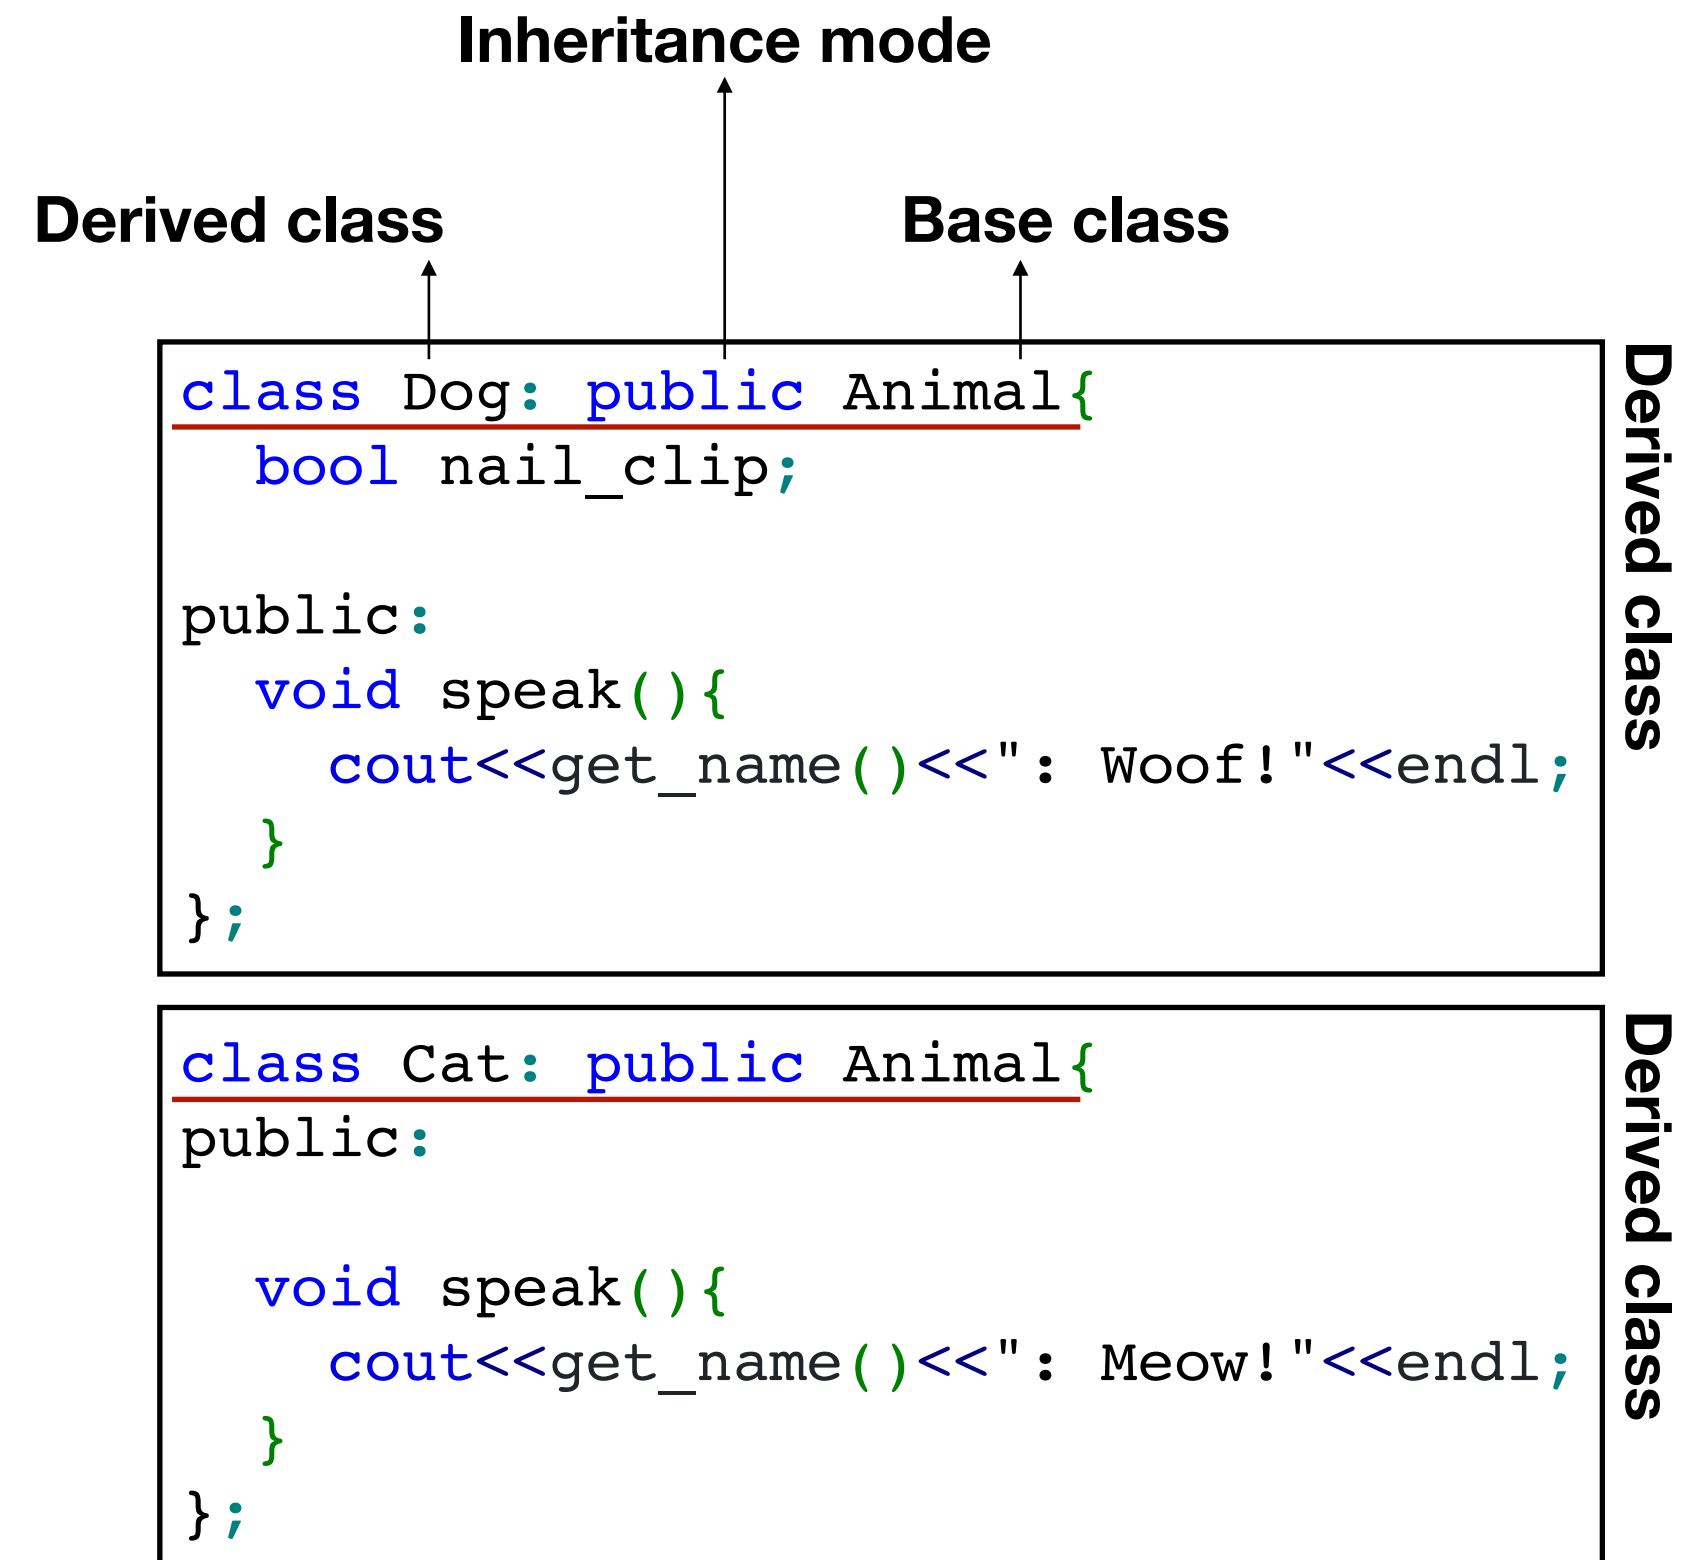 Inheritance mode
Derived class
Base class
class Dog: public Animal{
  bool nail_clip;

public:
  void speak(){
    cout<<get_name()<<": Woof!"<<endl;
  }
};
Derived class
class Cat: public Animal{
public:

  void speak(){
    cout<<get_name()<<": Meow!"<<endl;
  }
};
Derived class